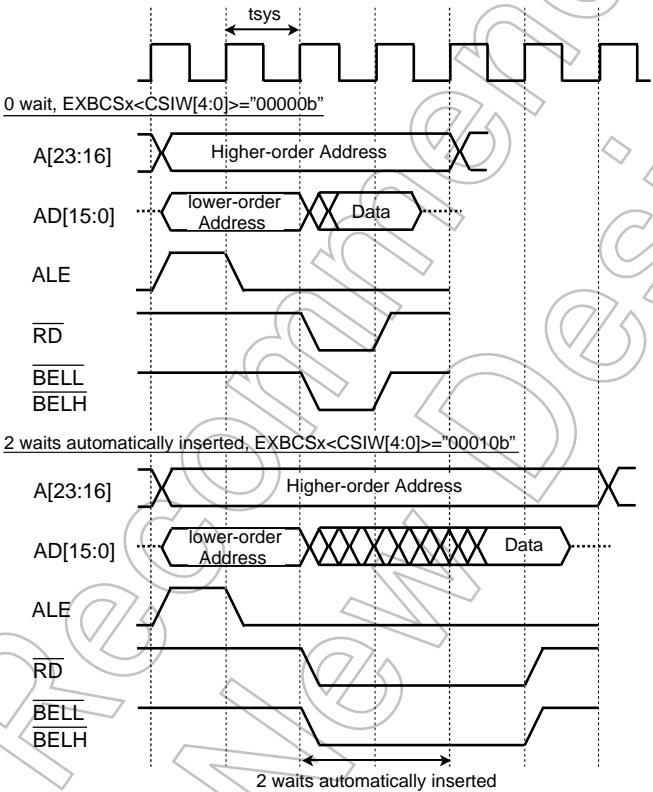 tsys
0 wait, EXBCSx<CSIW[4:0]>="00000b”
A[23:16]
Higher-order Address
AD[15:0]
lower-order
Address
Data
ALE
RD
BELL
BELH
2 waits automatically inserted, EXBCSx<CSIW[4:0]>="00010b”
A[23:16]
Higher-order Address
AD[15:0]
lower-order
Address
Data
ALE
RD
BELL
BELH
2 waits automatically inserted